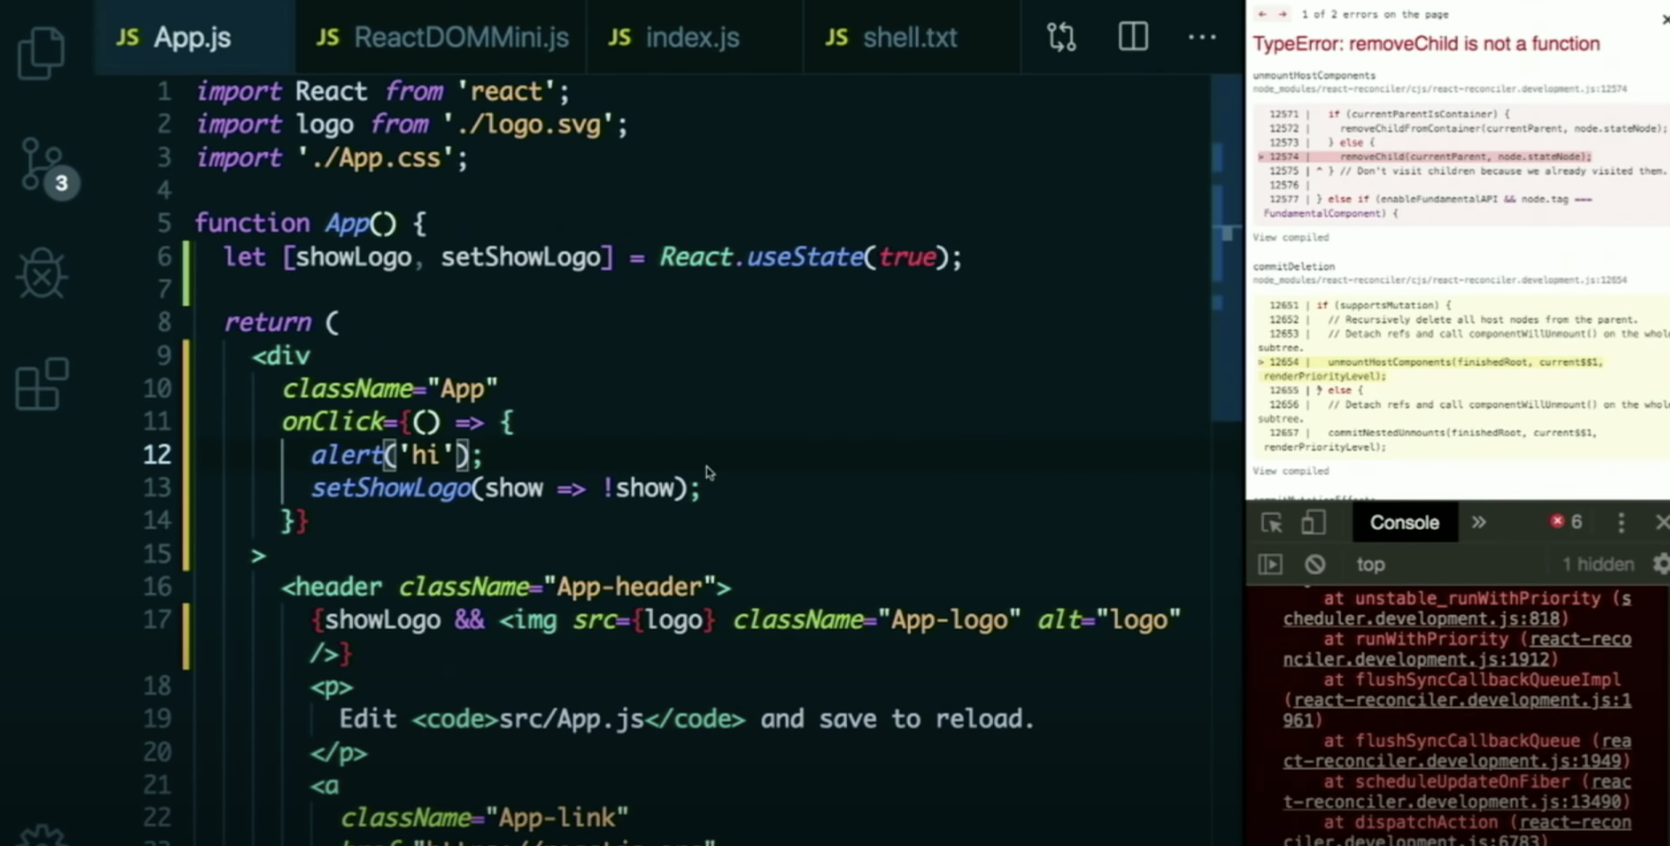 JS App.js
JS ReactDOMMini.js
JS index.js
JS shell.txt
3
1 import React from 'react';
2 import logo from './logo.svg';
3 import './App.css';
4
5 function App() {
6 let [showLogo, setShowLogo] = React.useState(true);
7
8 return (
9 <div
10 className="App"
11 onClick={() => {
12 alert('hi');
13 setShowLogo(show => !show);
14 }}
15 >
16 <header className="App-header">
17 {showLogo && <img src={logo} className="App-logo" alt="logo"
/>}
18 <p>
19 Edit <code>src/App.js</code> and save to reload.
20 </p>
21 <a
22 className="App-link"
1 of 2 errors on the page
TypeError: removeChild is not a function
unmountHostComponents
node_modules/react-reconciler/cjs/react-reconciler.development.js:12574
12571 | if (currentParentIsContainer) {
12572 | removeChildFromContainer(currentParent, node.stateNode);
12573 | } else {
> 12574 | removeChild(currentParent, node.stateNode);
12575 | ^ } // Don't visit children because we already visited them.
12576 |
12577 | } else if (enableFundamentalAPI && node.tag ===
FundamentalComponent) {
View compiled
commitDeletion
node_modules/react-reconciler/cjs/react-reconciler.development.js:12654
12651 | if (supportsMutation) {
12652 | // Recursively delete all host nodes from the parent.
12653 | // Detach refs and call componentWillUnmount() on the whole
subtree.
> 12654 | unmountHostComponents(finishedRoot, current$$1,
renderPriorityLevel);
12655 | } else {
12656 | // Detach refs and call componentWillUnmount() on the whole
subtree.
12657 | commitNestedUnmounts(finishedRoot, current$$1,
renderPriorityLevel);
View compiled
Console
6
top
1 hidden
at unstable_runWithPriority (s
cheduler.development.js:818)
at runWithPriority (react-reco
nciler.development.js:1912)
at flushSyncCallbackQueueImpl
(react-reconciler.development.js:1
961)
at flushSyncCallbackQueue (rea
ct-reconciler.development.js:1949)
at scheduleUpdateOnFiber (reac
t-reconciler.development.js:13490)
at dispatchAction (react-recon
ciler.development.js:6783)